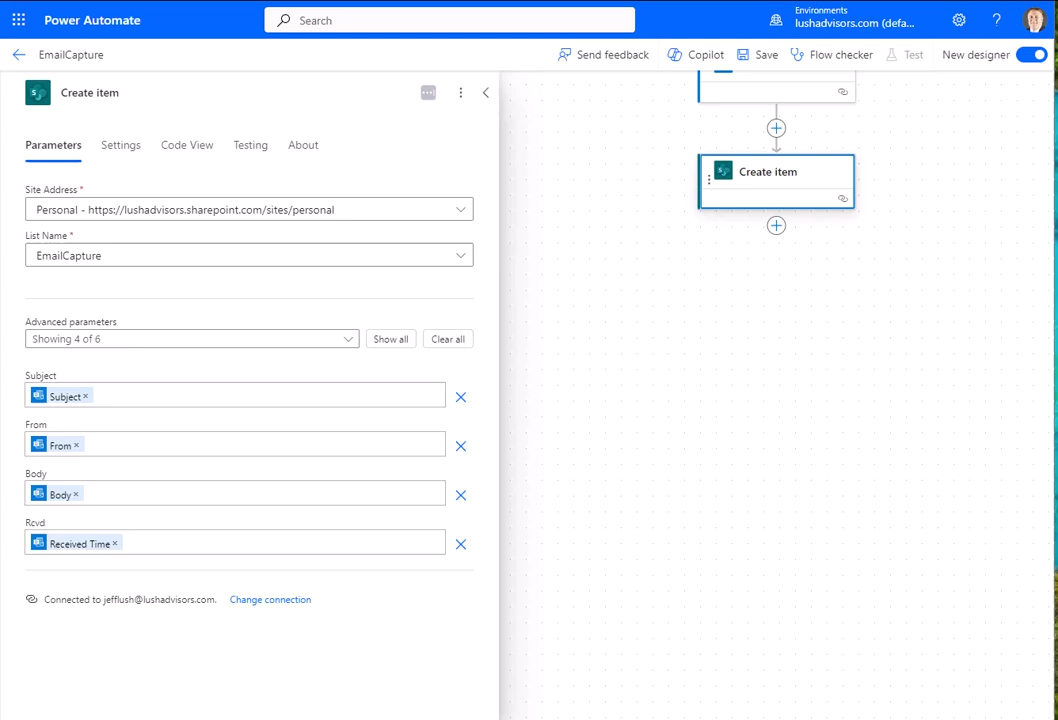 Power Automate
Search
Environments
lushadvisors.com (defa...
EmailCapture
Send feedback
Copilot
Save
Flow checker
Test
New designer
Create item
Parameters
Settings
Code View
Testing
About
Site Address *
Personal - https://lushadvisors.sharepoint.com/sites/personal
List Name *
EmailCapture
Advanced parameters
Showing 4 of 6
Show all
Clear all
Subject
Subject ×
From
From ×
Body
Body ×
Rcvd
Received Time ×
Connected to jefflush@lushadvisors.com. Change connection
Create item